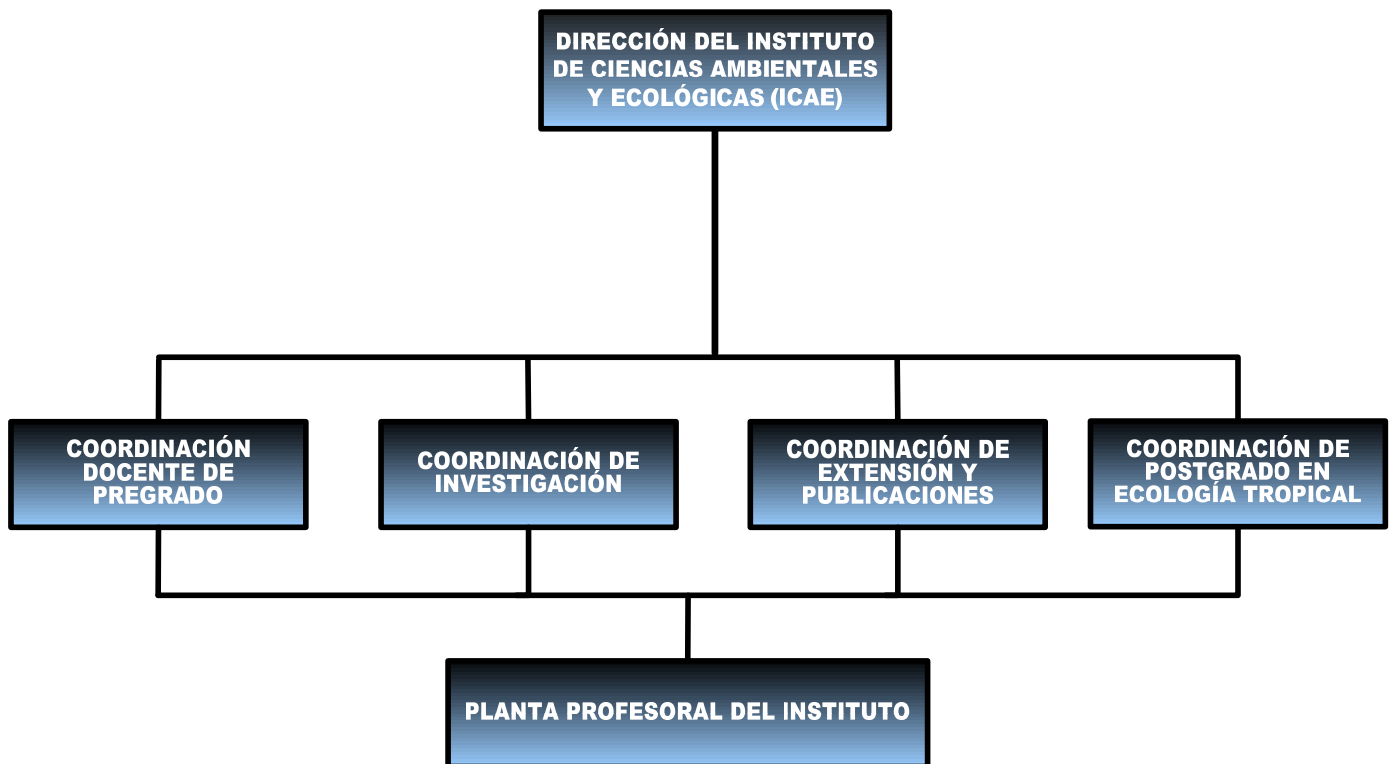 DIRECCIÓN DEL INSTITUTO
DE CIENCIAS AMBIENTALES
Y ECOLÓGICAS (ICAE)
COORDINACIÓN
DOCENTE DE
PREGRADO
COORDINACIÓN DE
INVESTIGACIÓN
COORDINACIÓN DE
EXTENSIÓN Y
PUBLICACIONES
COORDINACIÓN DE
POSTGRADO EN
ECOLOGÍA TROPICAL
PLANTA PROFESORAL DEL INSTITUTO